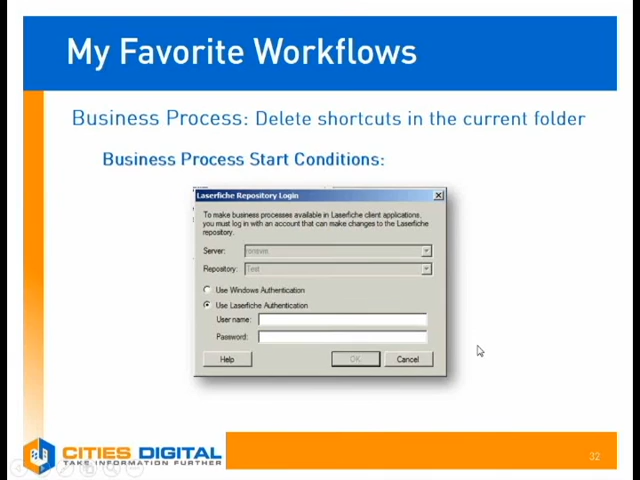 My Favorite Workflows
Business Process: Delete shortcuts in the current folder
Business Process Start Conditions:
Laserfiche Repository Login
To make business processes available in Laserfiche client applications,
you must log in with an account that can make changes to the Laserfiche
repository.
Server:
Repository: Test
Use Windows Authentication
Use Laserfiche Authentication
User name:
Password:
Help OK Cancel
CITIES DIGITAL
TAKE INFORMATION FURTHER
32